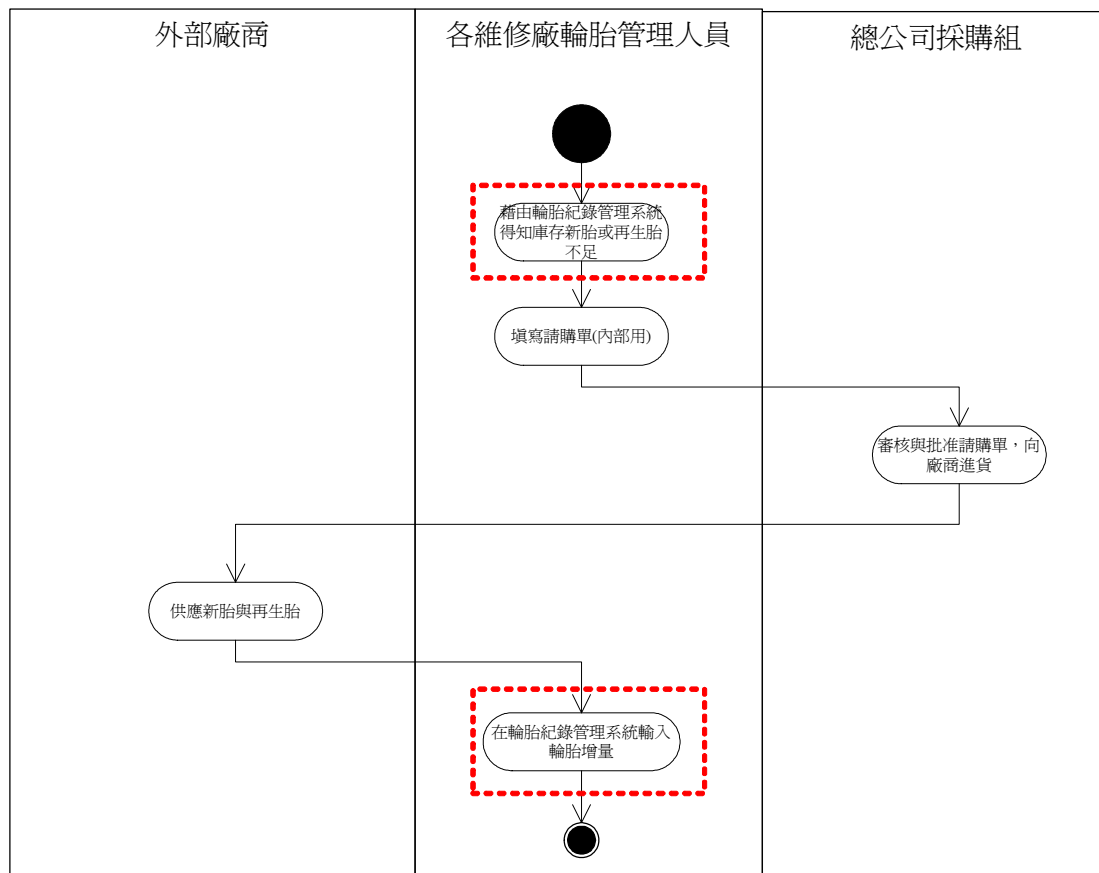 外部廠商
各維修廠輪胎管理人員
總公司採購組
藉由輪胎紀錄管理系統
得知庫存新胎或再生胎
不足
填寫請購單(內部用)
審核與批准請購單，向
廠商進貨
供應新胎與再生胎
在輪胎紀錄管理系統輸入
輪胎增量